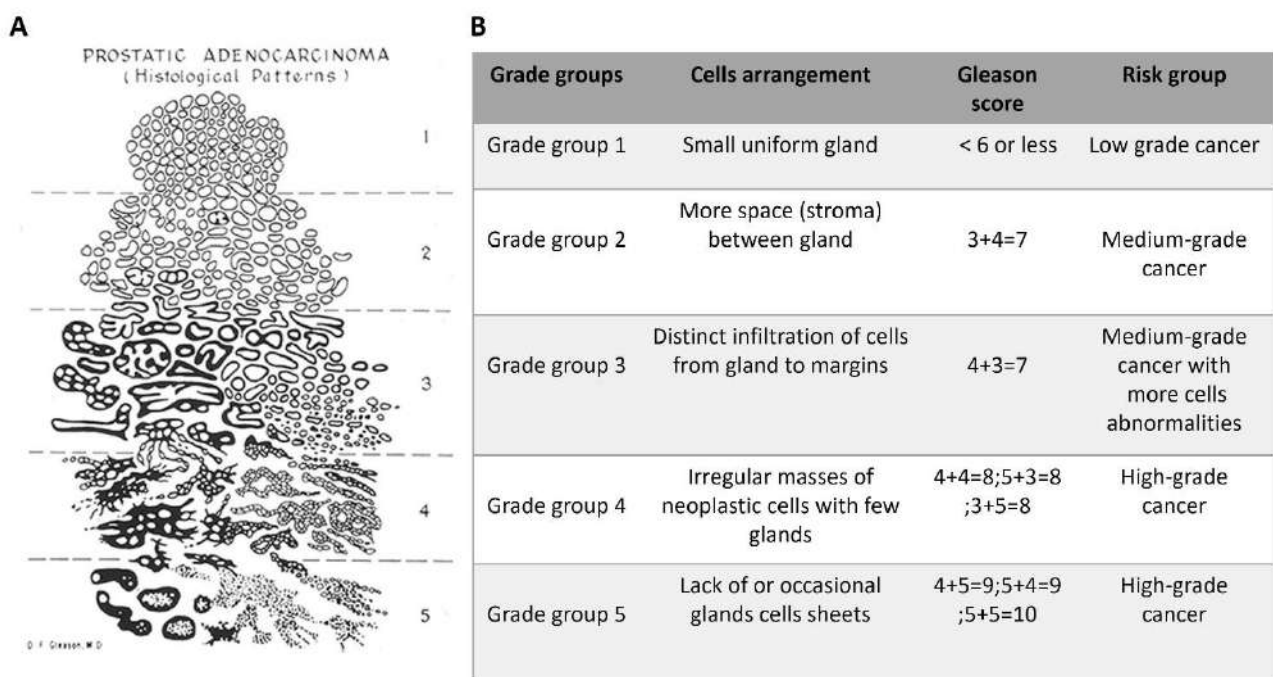 A
PROSTATIC ADENOCARCINOMA
(Histological Patterns)
1
2
3
4
5
D. F. Gleason, M.D.
B
Grade groups
Cells arrangement
Gleason
score
Risk group
Grade group 1
Small uniform gland
< 6 or less
Low grade cancer
Grade group 2
More space (stroma)
between gland
3+4=7
Medium-grade
cancer
Grade group 3
Distinct infiltration of cells
from gland to margins
4+3=7
Medium-grade
cancer with
more cells
abnormalities
Grade group 4
Irregular masses of
neoplastic cells with few
glands
4+4=8;5+3=8
;3+5=8
High-grade
cancer
Grade group 5
Lack of or occasional
glands cells sheets
4+5=9;5+4=9
;5+5=10
High-grade
cancer